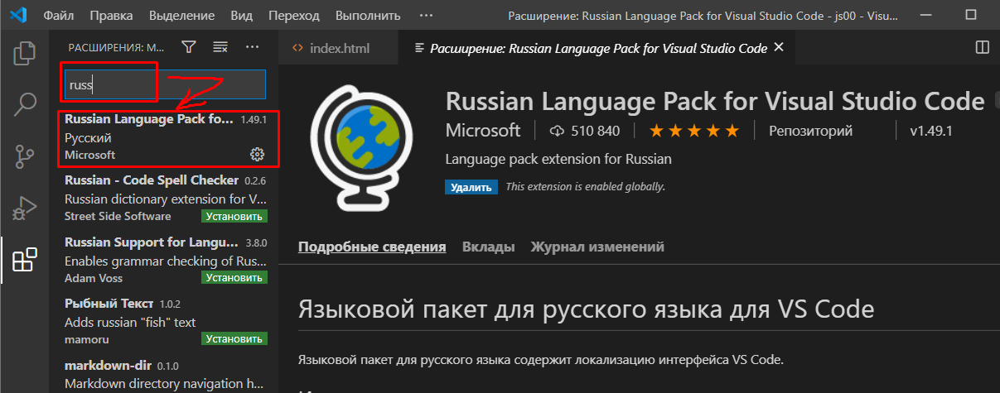 Файл Правка Выделение Вид Переход Выполнить ··· Расширение: Russian Language Pack for Visual Studio Code - js00 - Visu...
РАСШИРЕНИЯ: М... ···
index.html Расширение: Russian Language Pack for Visual Studio Code
russ
Russian Language Pack fo... 1.49.1
Русский
Microsoft
Russian - Code Spell Checker 0.2.6
Russian dictionary extension for V...
Street Side Software Установить
Russian Support for Langu... 3.8.0
Enables grammar checking of Rus...
Adam Voss Установить
Рыбный Текст 1.0.2
Adds russian "fish" text
mamoru Установить
markdown-dir 0.1.0
Markdown directory navigation h...
Russian Language Pack for Visual Studio Code
Microsoft 510 840 Репозиторий v1.49.1
Language pack extension for Russian
Удалить This extension is enabled globally.
Подробные сведения Вклады Журнал изменений
Языковой пакет для русского языка для VS Code
Языковой пакет для русского языка содержит локализацию интерфейса VS Code.